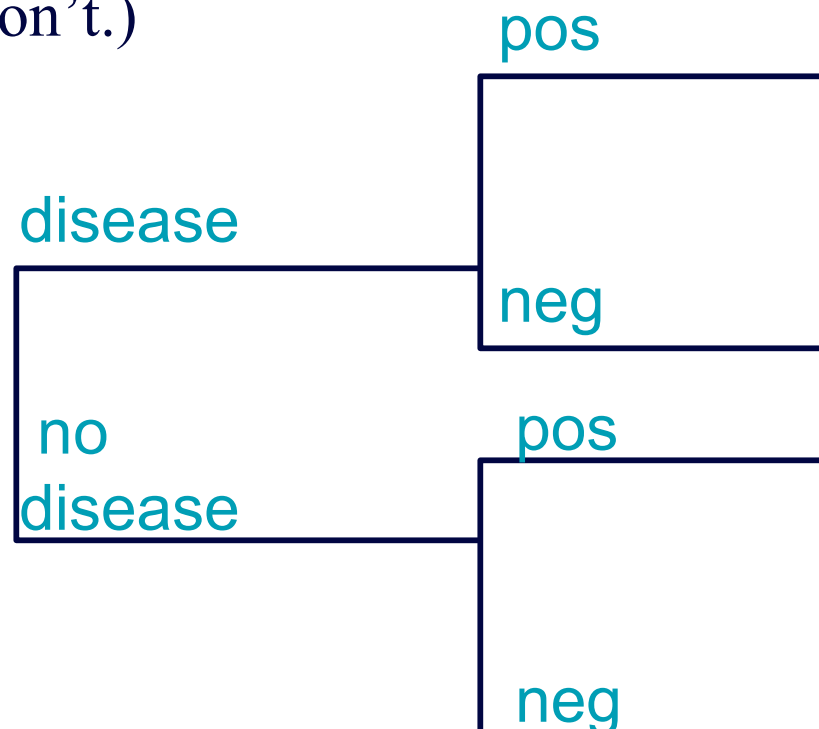 on’t.)
pos
disease
neg
no
disease
pos
neg